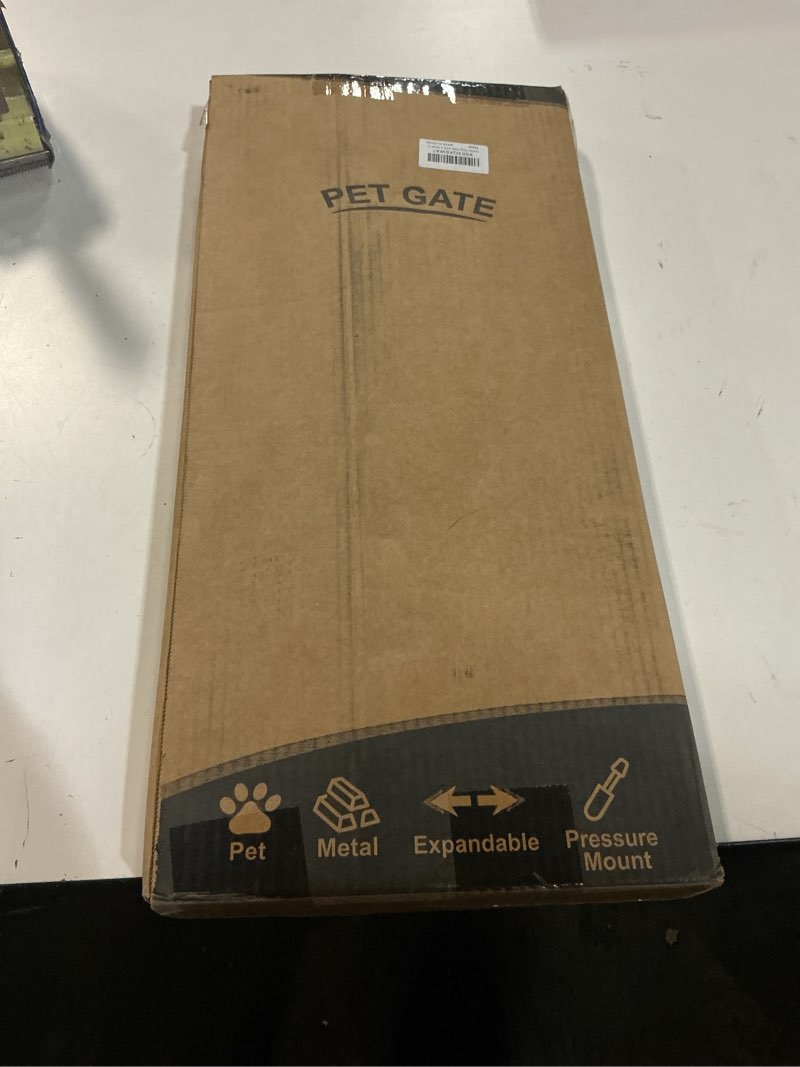 PET GATE
Pet
Metal
Expandable
Pressure
Mount